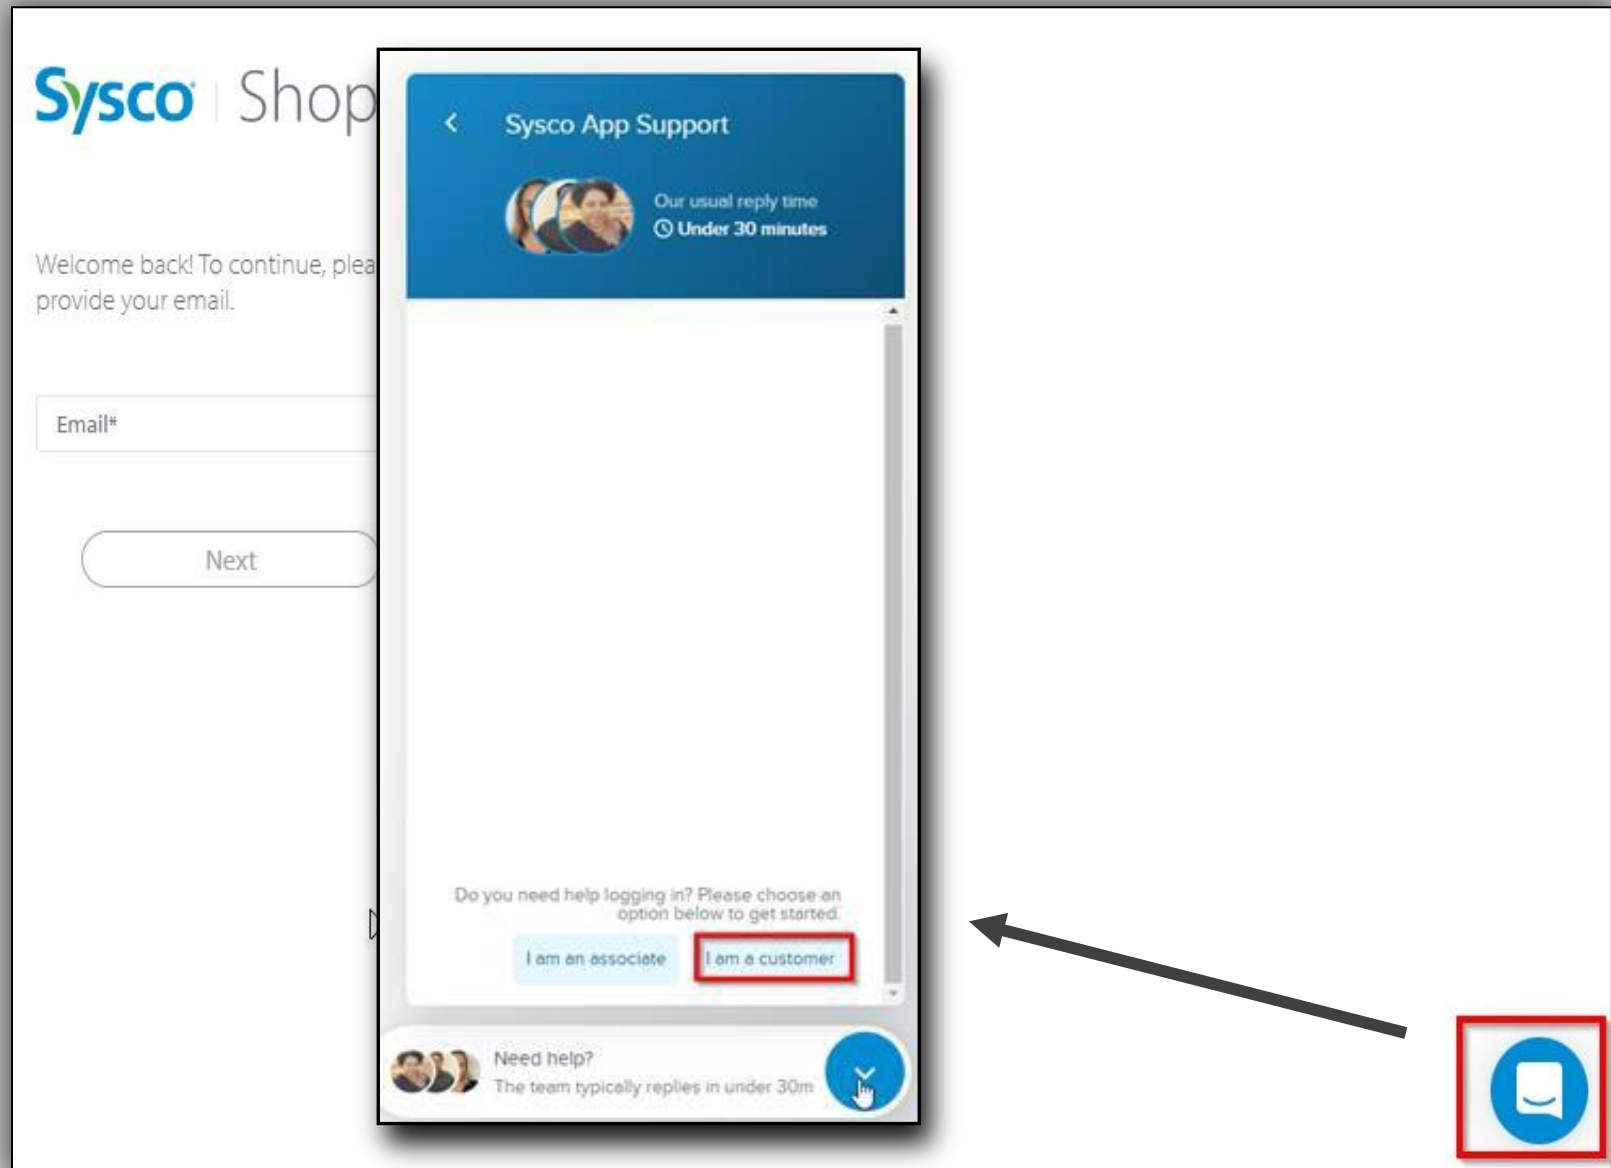 Sysco | Shop
Welcome back! To continue, plea
provide your email.
Email*
Next
Sysco App Support
Our usual reply time
Under 30 minutes
Do you need help logging in? Please choose an
option below to get started.
I am an associate
I am a customer
Need help?
The team typically replies in under 30m